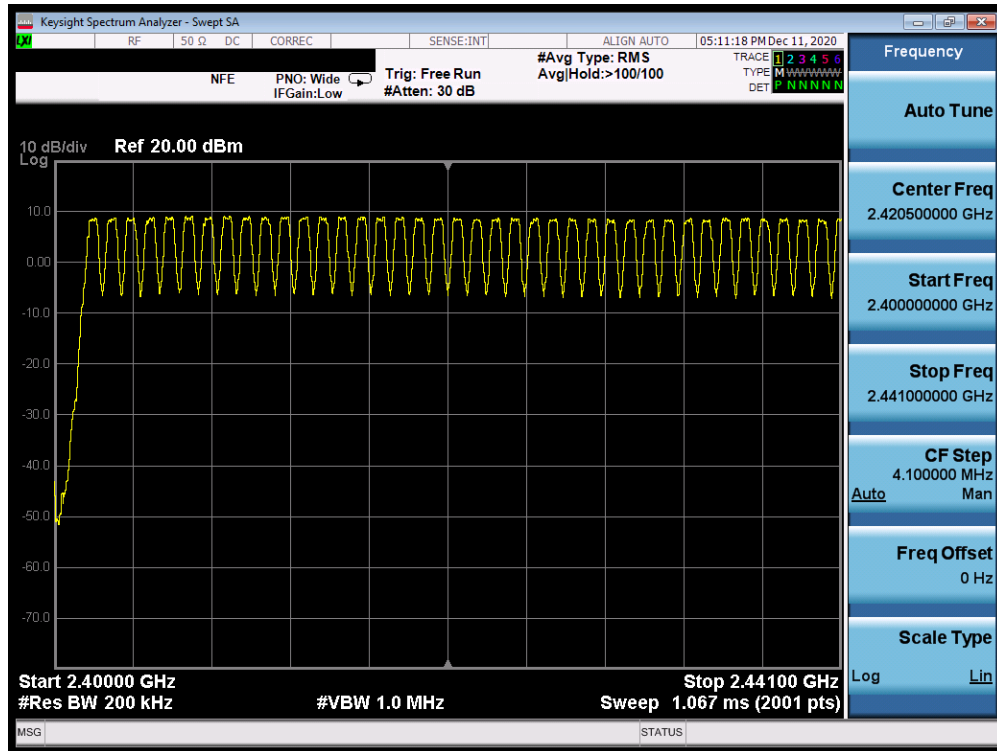 Keysight Spectrum Analyzer - Swept SA
LXI RF 50 Ω DC CORREC SENSE:INT ALIGN AUTO 05:11:18 PM Dec 11, 2020
NFE PNO: Wide Trig: Free Run #Avg Type: RMS TRACE 1 2 3 4 5 6
IFGain:Low #Atten: 30 dB Avg|Hold:>100/100 TYPE M WWWWW
DET P N N N N N
10 dB/div Ref 20.00 dBm
Log
10.0
0.00
-10.0
-20.0
-30.0
-40.0
-50.0
-60.0
-70.0
Start 2.40000 GHz Stop 2.44100 GHz
#Res BW 200 kHz #VBW 1.0 MHz Sweep 1.067 ms (2001 pts)
MSG STATUS
Frequency
Auto Tune
Center Freq
2.420500000 GHz
Start Freq
2.400000000 GHz
Stop Freq
2.441000000 GHz
CF Step
4.100000 MHz
Auto Man
Freq Offset
0 Hz
Scale Type
Log Lin